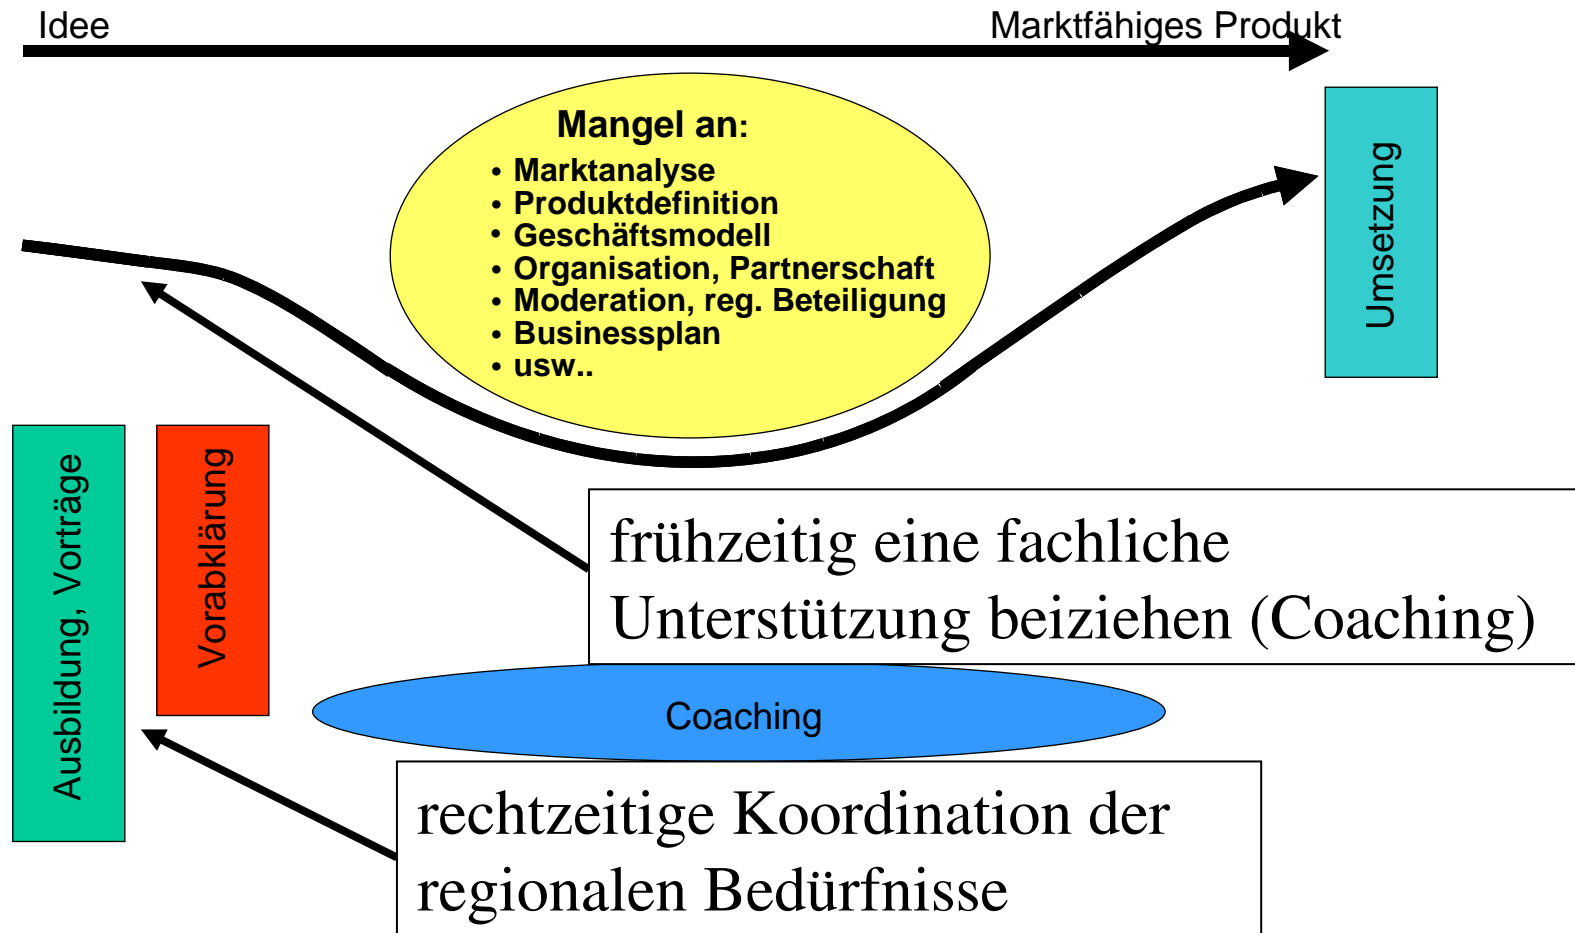 Idee
Marktfähiges Produkt
Mangel an:
• Marktanalyse
• Produktdefinition
• Geschäftsmodell
• Organisation, Partnerschaft
• Moderation, reg. Beteiligung
• Businessplan
• usw..
Umsetzung
Ausbildung, Vorträge
Vorabklärung
frühzeitig eine fachliche
Unterstützung beiziehen (Coaching)
Coaching
rechtzeitige Koordination der
regionalen Bedürfnisse